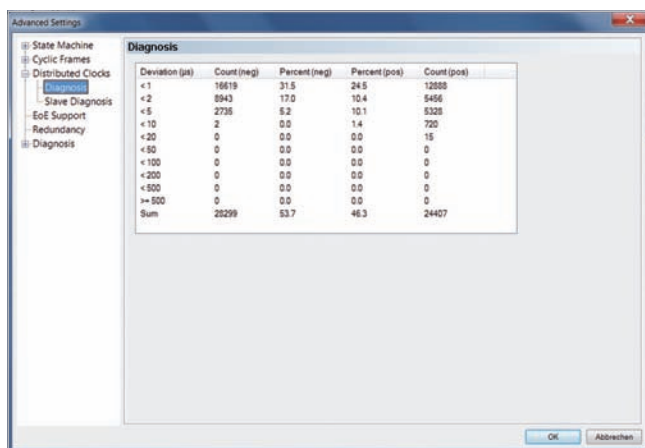 Advanced Settings
State Machine
Cyclic Frames
Distributed Clocks
Diagnosis
Slave Diagnosis
EoE Support
Redundancy
Diagnosis
Diagnosis
Deviation (µs) Count (neg) Percent (neg) Percent (pos) Count (pos)
< 1 16619 31.5 24.5 12888
< 2 8943 17.0 10.4 5456
< 5 2735 5.2 10.1 5328
< 10 2 0.0 1.4 720
< 20 0 0.0 0.0 15
< 50 0 0.0 0.0 0
< 100 0 0.0 0.0 0
< 200 0 0.0 0.0 0
< 500 0 0.0 0.0 0
>= 500 0 0.0 0.0 0
Sum 28299 53.7 46.3 24407
OK Abbrechen